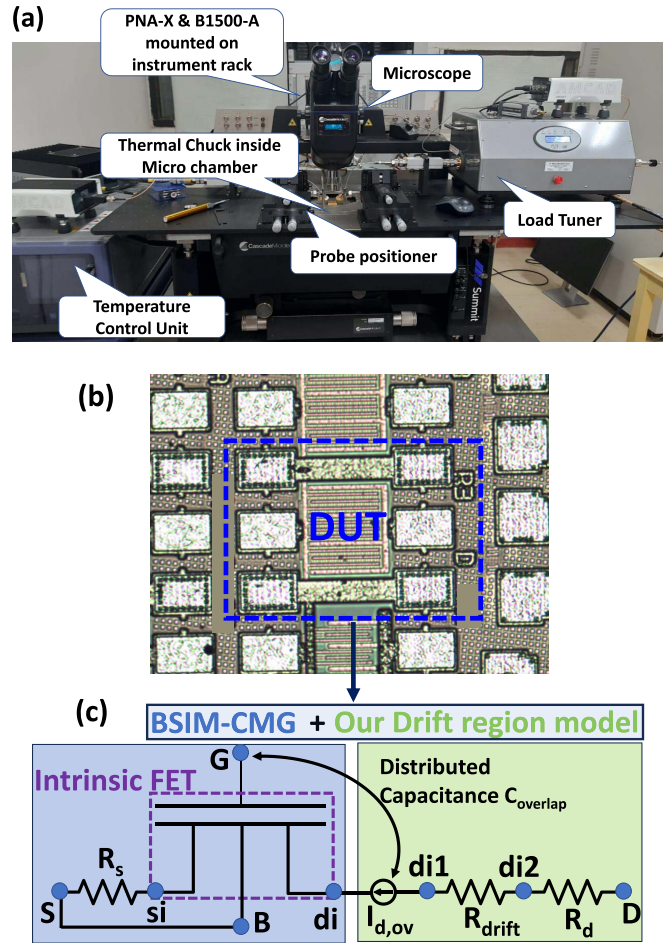 (a)
PNA-X & B1500-A
mounted on
instrument rack
Microscope
Thermal Chuck inside
Micro chamber
Load Tuner
Probe positioner
CascadeMicro
Summit
Temperature
Control Unit
(b)
DUT
(c)
BSIM-CMG + Our Drift region model
Intrinsic FET
G
Distributed
Capacitance Coverlap
Rs
S
si
B
di
Id,ov
di1
Rdrift
di2
Rd
D